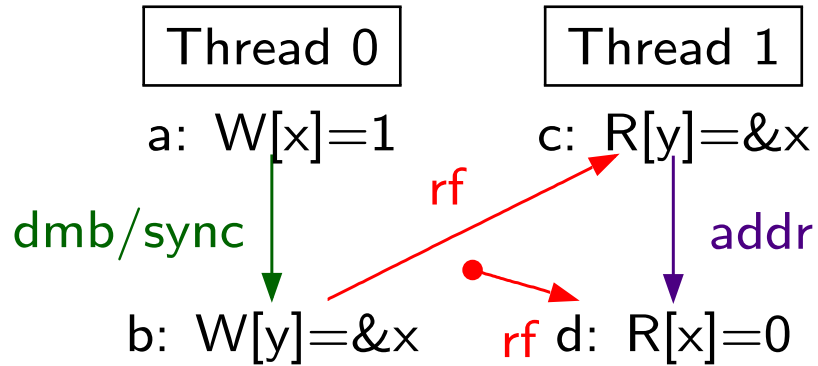 Thread 0 Thread 1
a: W[x]=1 c: R[y]=&x
rf
dmb/sync addr
b: W[y]=&x rf d: R[x]=0